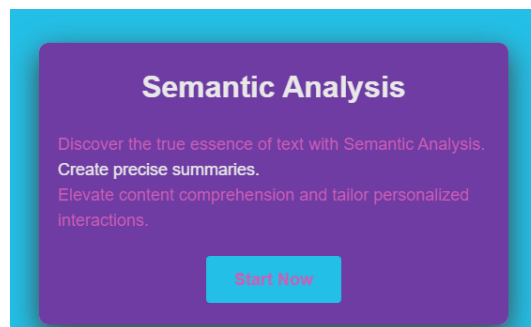 Semantic Analysis
Discover the true essence of text with Semantic Analysis.
Create precise summaries.
Elevate content comprehension and tailor personalized
interactions.
Start Now